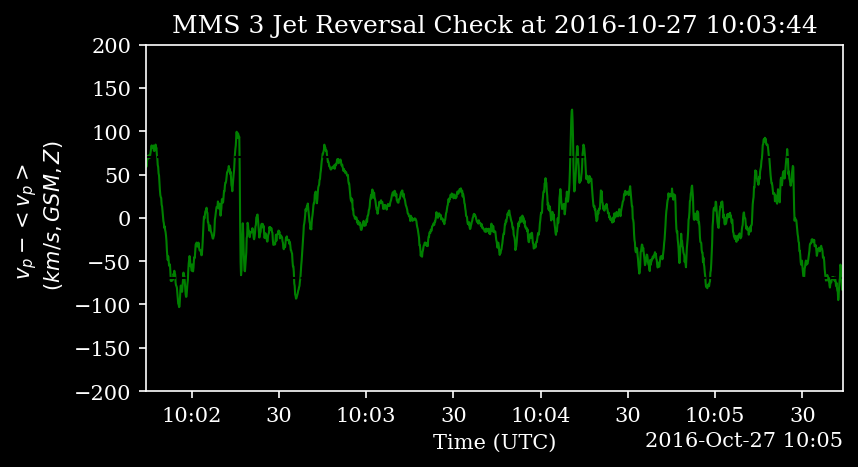 MMS 3 Jet Reversal Check at 2016-10-27 10:03:44
200
150
100
50
0
−50
−100
−150
−200
v_p − < v_p >
(km/s, GSM, Z)
10:02 30 10:03 30 10:04 30 10:05 30
Time (UTC)
2016-Oct-27 10:05